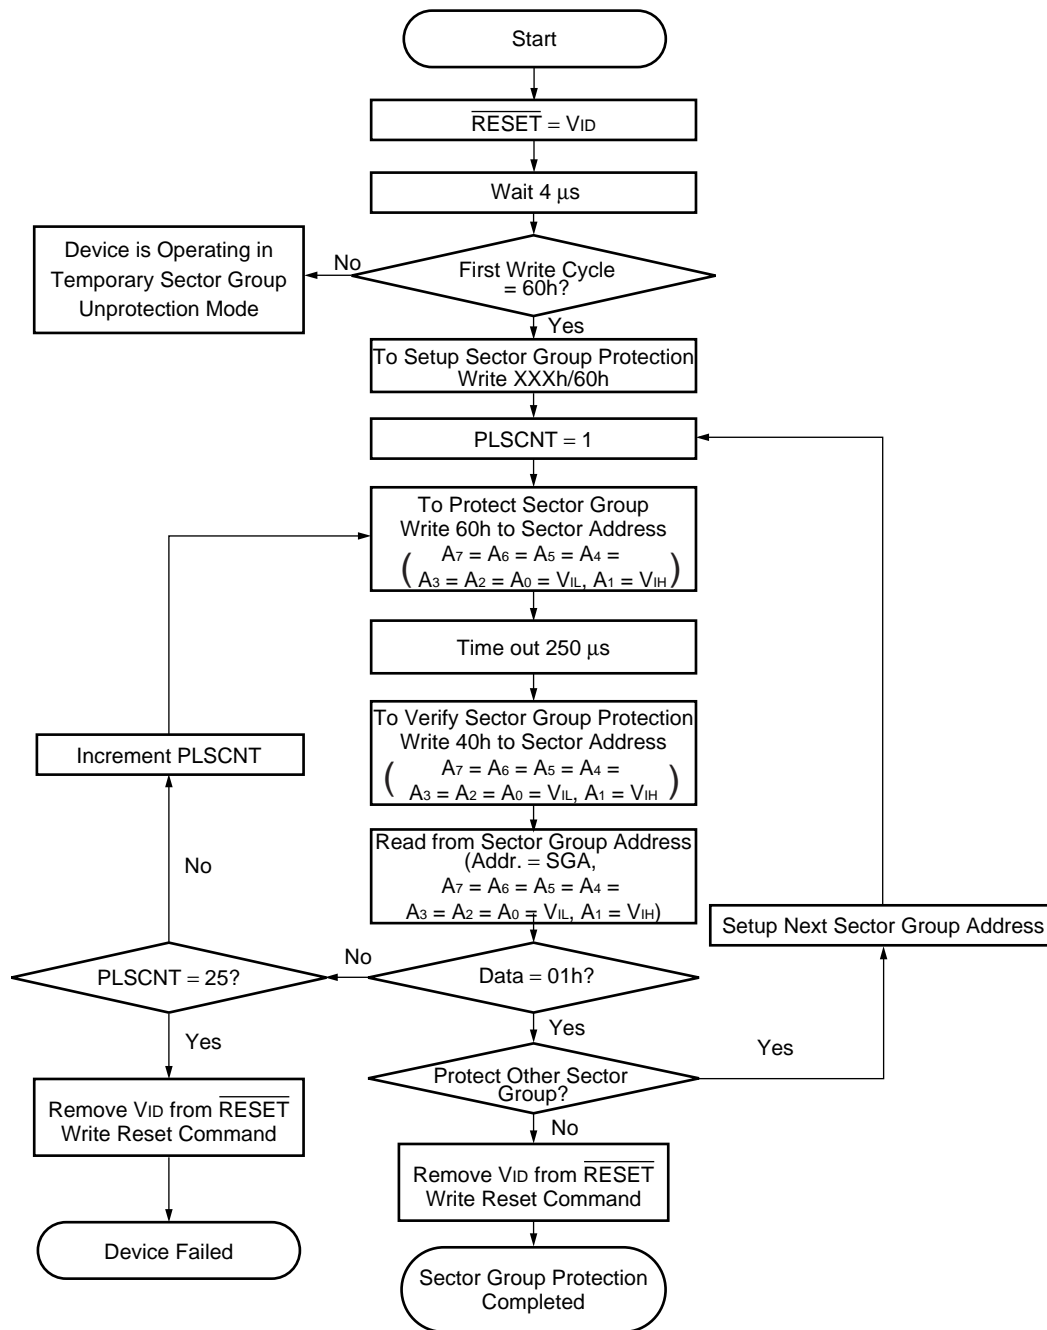 Start
RESET = VID
Wait 4 μs
Device is Operating in
Temporary Sector Group
Unprotection Mode
No
First Write Cycle
= 60h?
Yes
To Setup Sector Group Protection
Write XXXh/60h
PLSCNT = 1
To Protect Sector Group
Write 60h to Sector Address
( A7 = A6 = A5 = A4 =
A3 = A2 = A0 = VIL, A1 = VIH )
Time out 250 μs
To Verify Sector Group Protection
Write 40h to Sector Address
( A7 = A6 = A5 = A4 =
A3 = A2 = A0 = VIL, A1 = VIH )
Increment PLSCNT
Read from Sector Group Address
(Addr. = SGA,
A7 = A6 = A5 = A4 =
A3 = A2 = A0 = VIL, A1 = VIH)
No
Setup Next Sector Group Address
PLSCNT = 25?
No
Data = 01h?
Yes
Yes
Yes
Protect Other Sector
Group?
No
Remove VID from RESET
Write Reset Command
Remove VID from RESET
Write Reset Command
Device Failed
Sector Group Protection
Completed